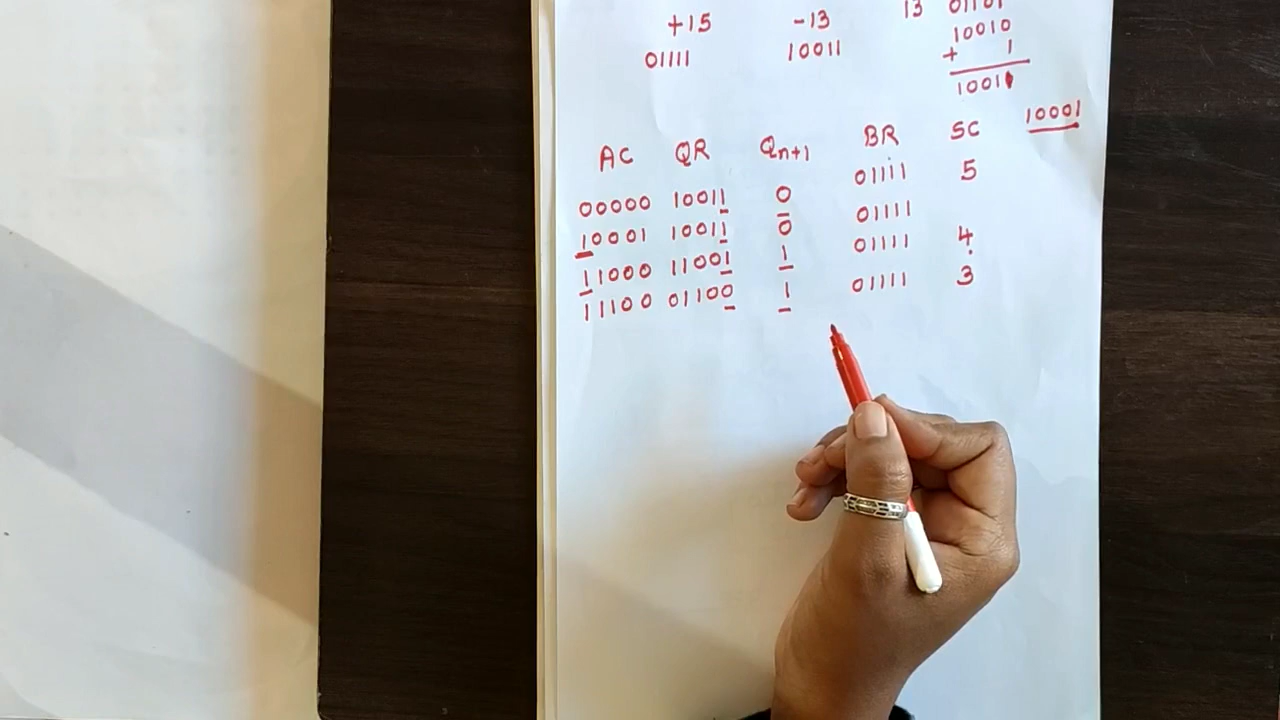 +15 -13 13 01101
01111 10011 10010
+ 1
10011
10001
AC QR Qn+1 BR SC
00000 10011 0 01111 5
10001 10011 0 01111
11000 11001 1 01111 4
11100 01100 1 01111 3